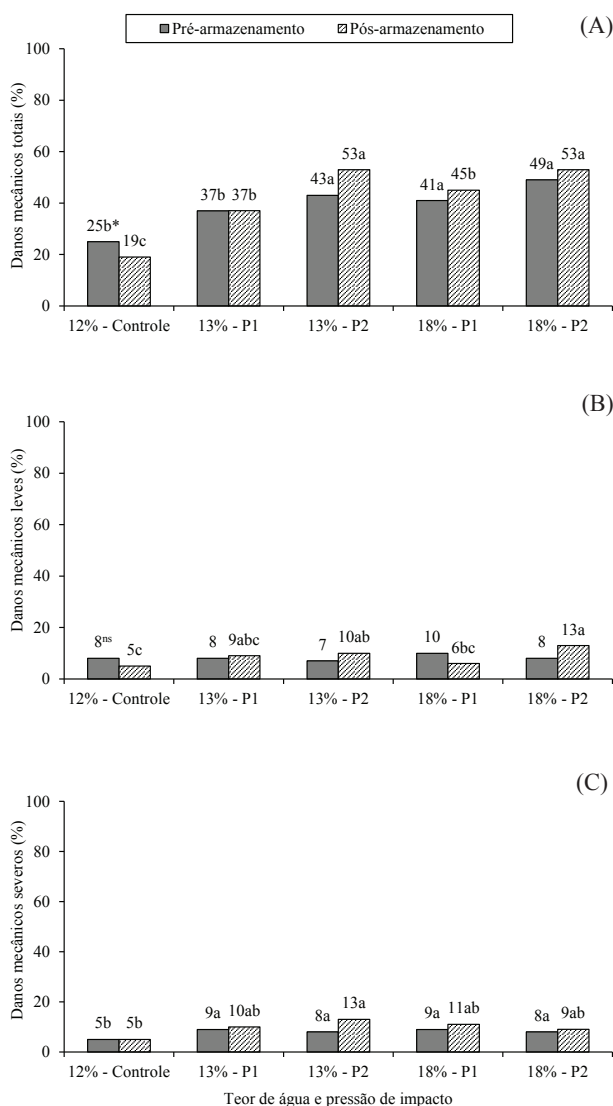 Pré-armazenamento Pós-armazenamento
(A)
Danos mecânicos totais (%)
100
80
60
40
20
0
25b* 19c 37b 37b 43a 53a 41a 45b 49a 53a
12% - Controle 13% - P1 13% - P2 18% - P1 18% - P2
(B)
Danos mecânicos leves (%)
100
80
60
40
20
0
8ns 5c 8 9abc 7 10ab 10 6bc 8 13a
12% - Controle 13% - P1 13% - P2 18% - P1 18% - P2
(C)
Danos mecânicos severos (%)
100
80
60
40
20
0
5b 5b 9a 10ab 8a 13a 9a 11ab 8a 9ab
12% - Controle 13% - P1 13% - P2 18% - P1 18% - P2
Teor de água e pressão de impacto